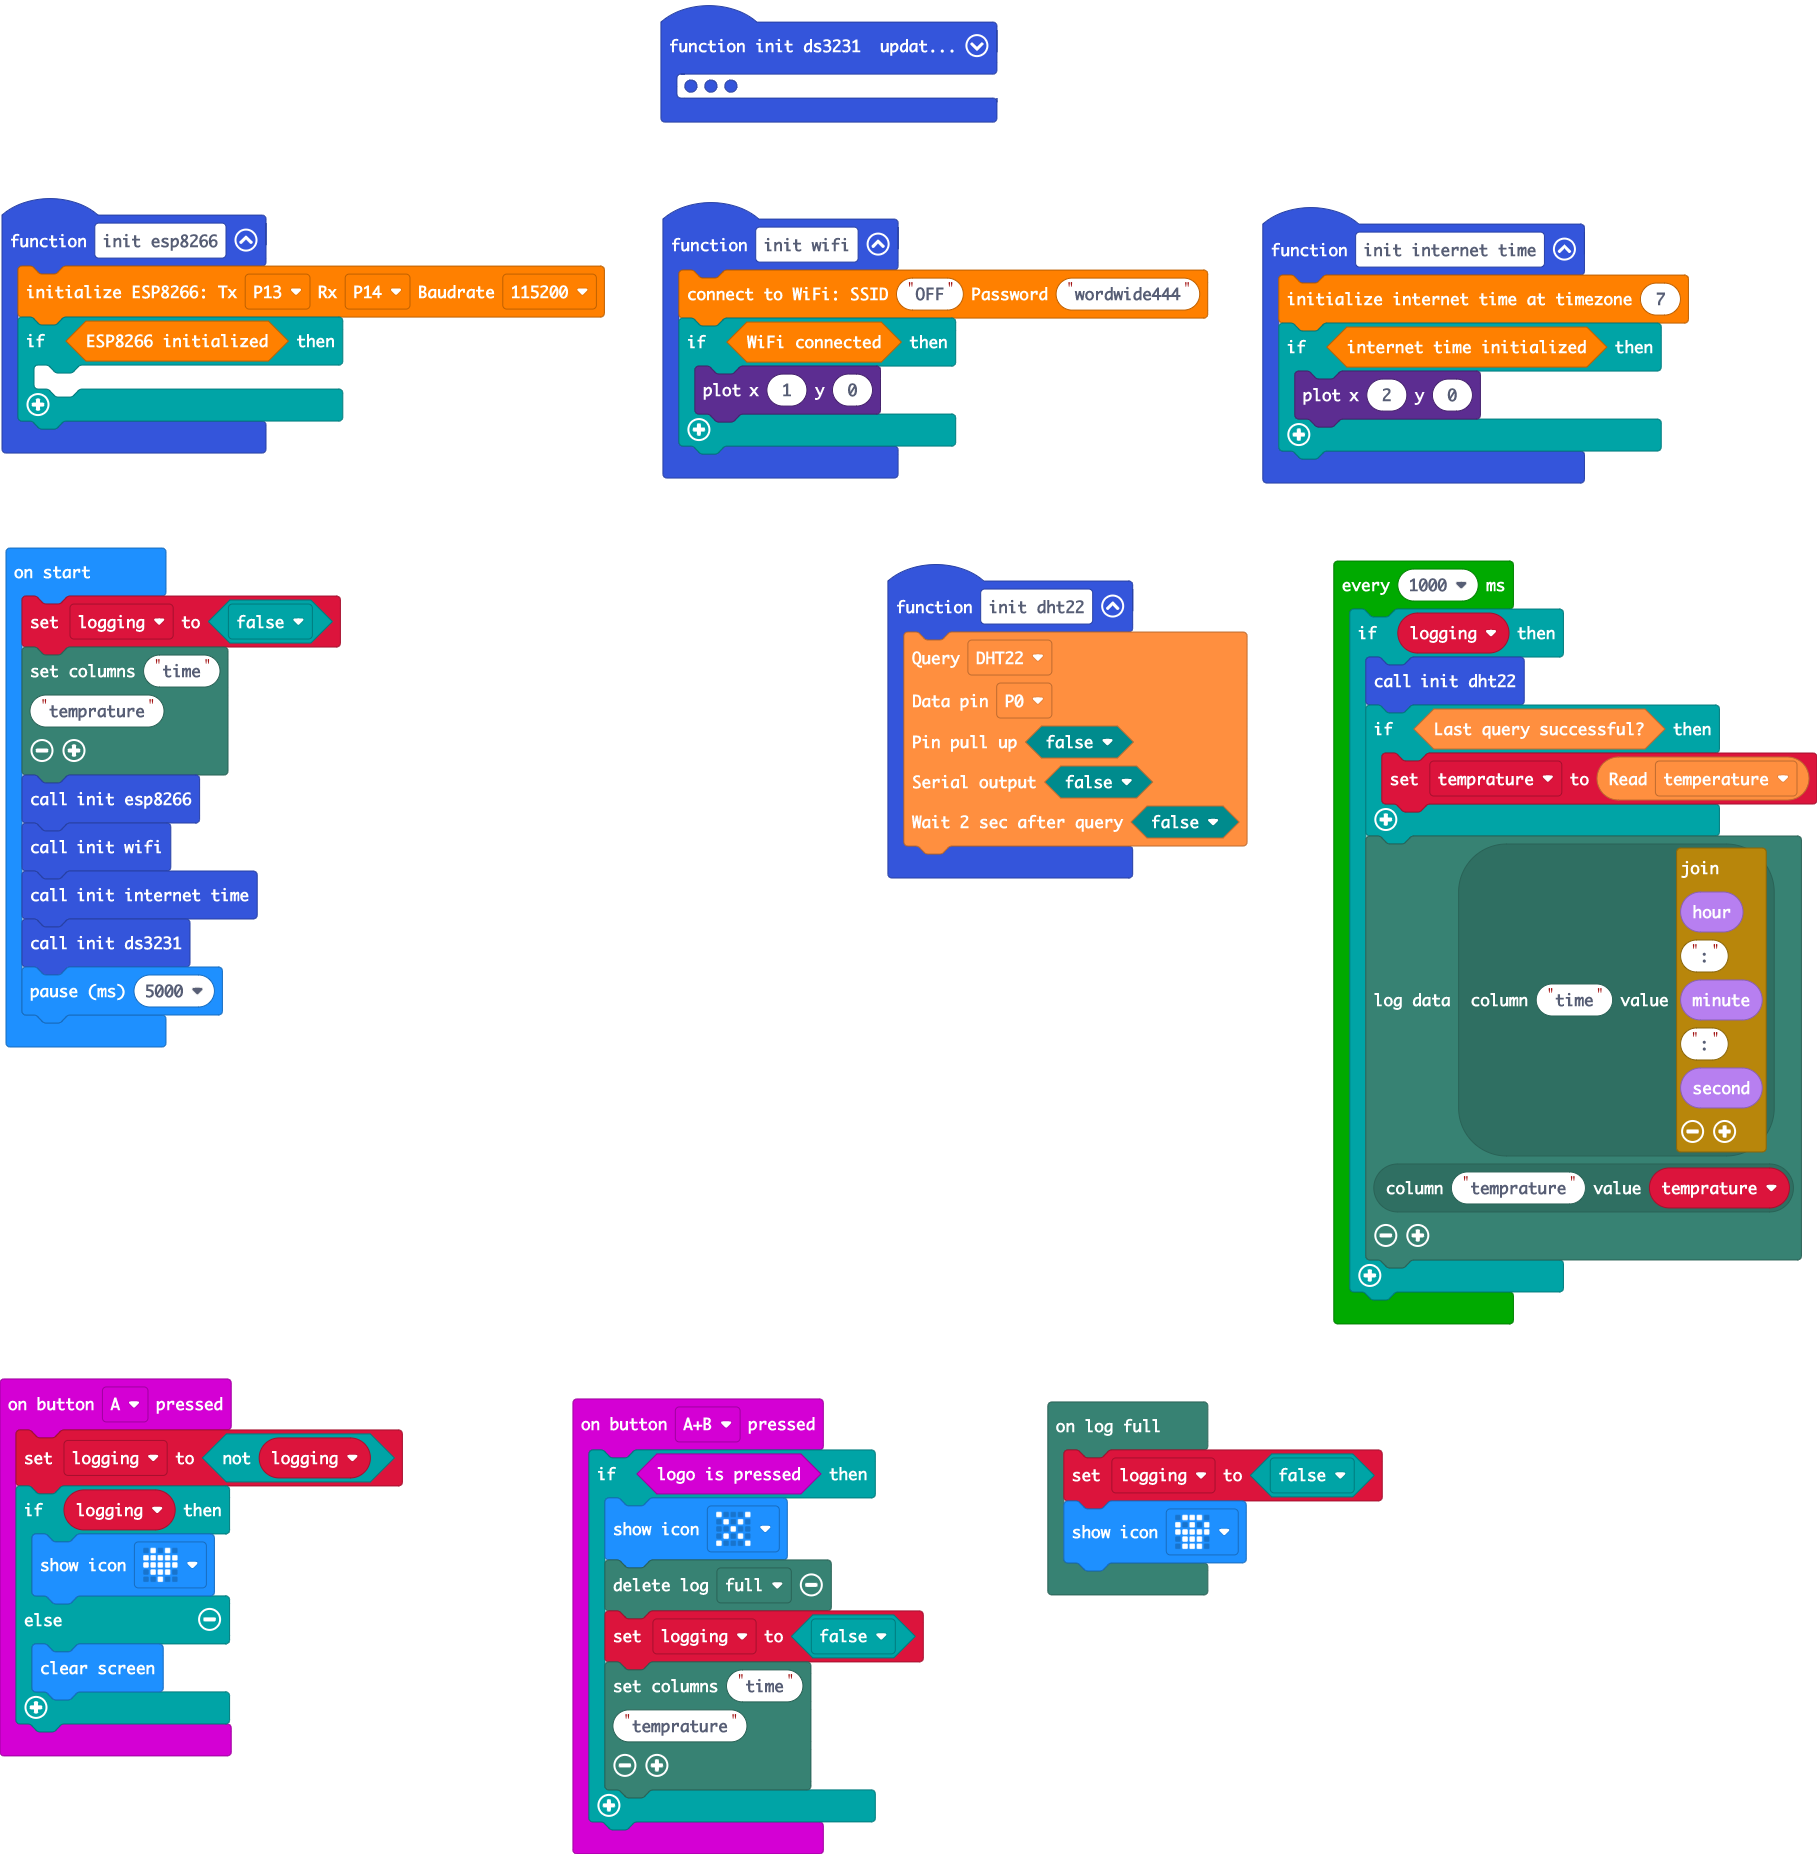 function init ds3231 updat...
function init esp8266
initialize ESP8266: Tx P13 Rx P14 Baudrate 115200
if ESP8266 initialized then
function init wifi
connect to WiFi: SSID "OFF" Password "wordwide444"
if WiFi connected then
plot x 1 y 0
function init internet time
initialize internet time at timezone 7
if internet time initialized then
plot x 2 y 0
on start
set logging to false
set columns "time"
"temprature"
call init esp8266
call init wifi
call init internet time
call init ds3231
pause (ms) 5000
function init dht22
Query DHT22
Data pin P0
Pin pull up false
Serial output false
Wait 2 sec after query false
every 1000 ms
if logging then
call init dht22
if Last query successful? then
set temprature to Read temperature
join
hour
":"
minute
log data column "time" value
":"
second
column "temprature" value temprature
on button A pressed
set logging to not logging
if logging then
show icon
else
clear screen
on button A+B pressed
if logo is pressed then
show icon
delete log full
set logging to false
set columns "time"
"temprature"
on log full
set logging to false
show icon